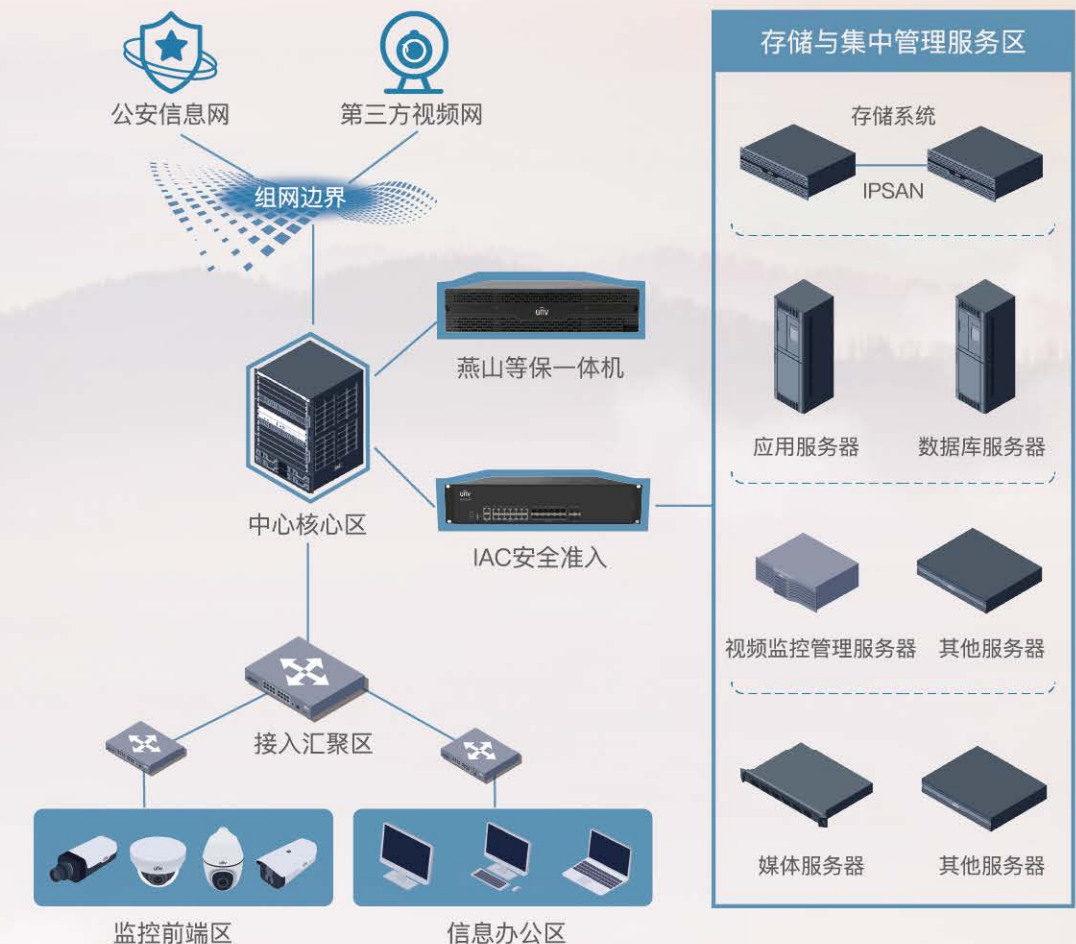 公安信息网
第三方视频网
组网边界
unv
燕山等保一体机
中心核心区
unv
IAC安全准入
接入汇聚区
unv
unv
监控前端区
信息办公区
存储与集中管理服务区
存储系统
IPSAN
应用服务器
数据库服务器
视频监控管理服务器
其他服务器
媒体服务器
其他服务器